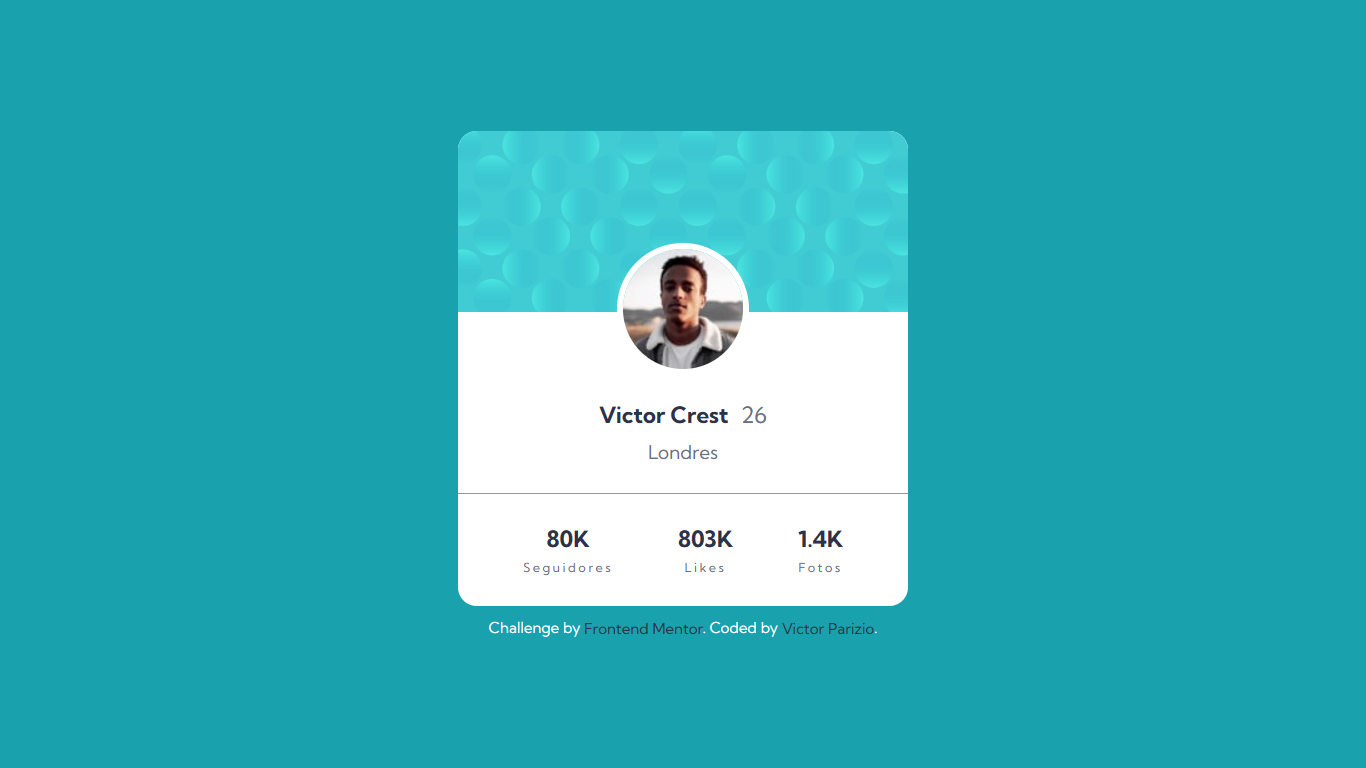 Victor Crest 26
Londres
80K 803K 1.4K
Seguidores Likes Fotos
Challenge by Frontend Mentor. Coded by Victor Parizio.